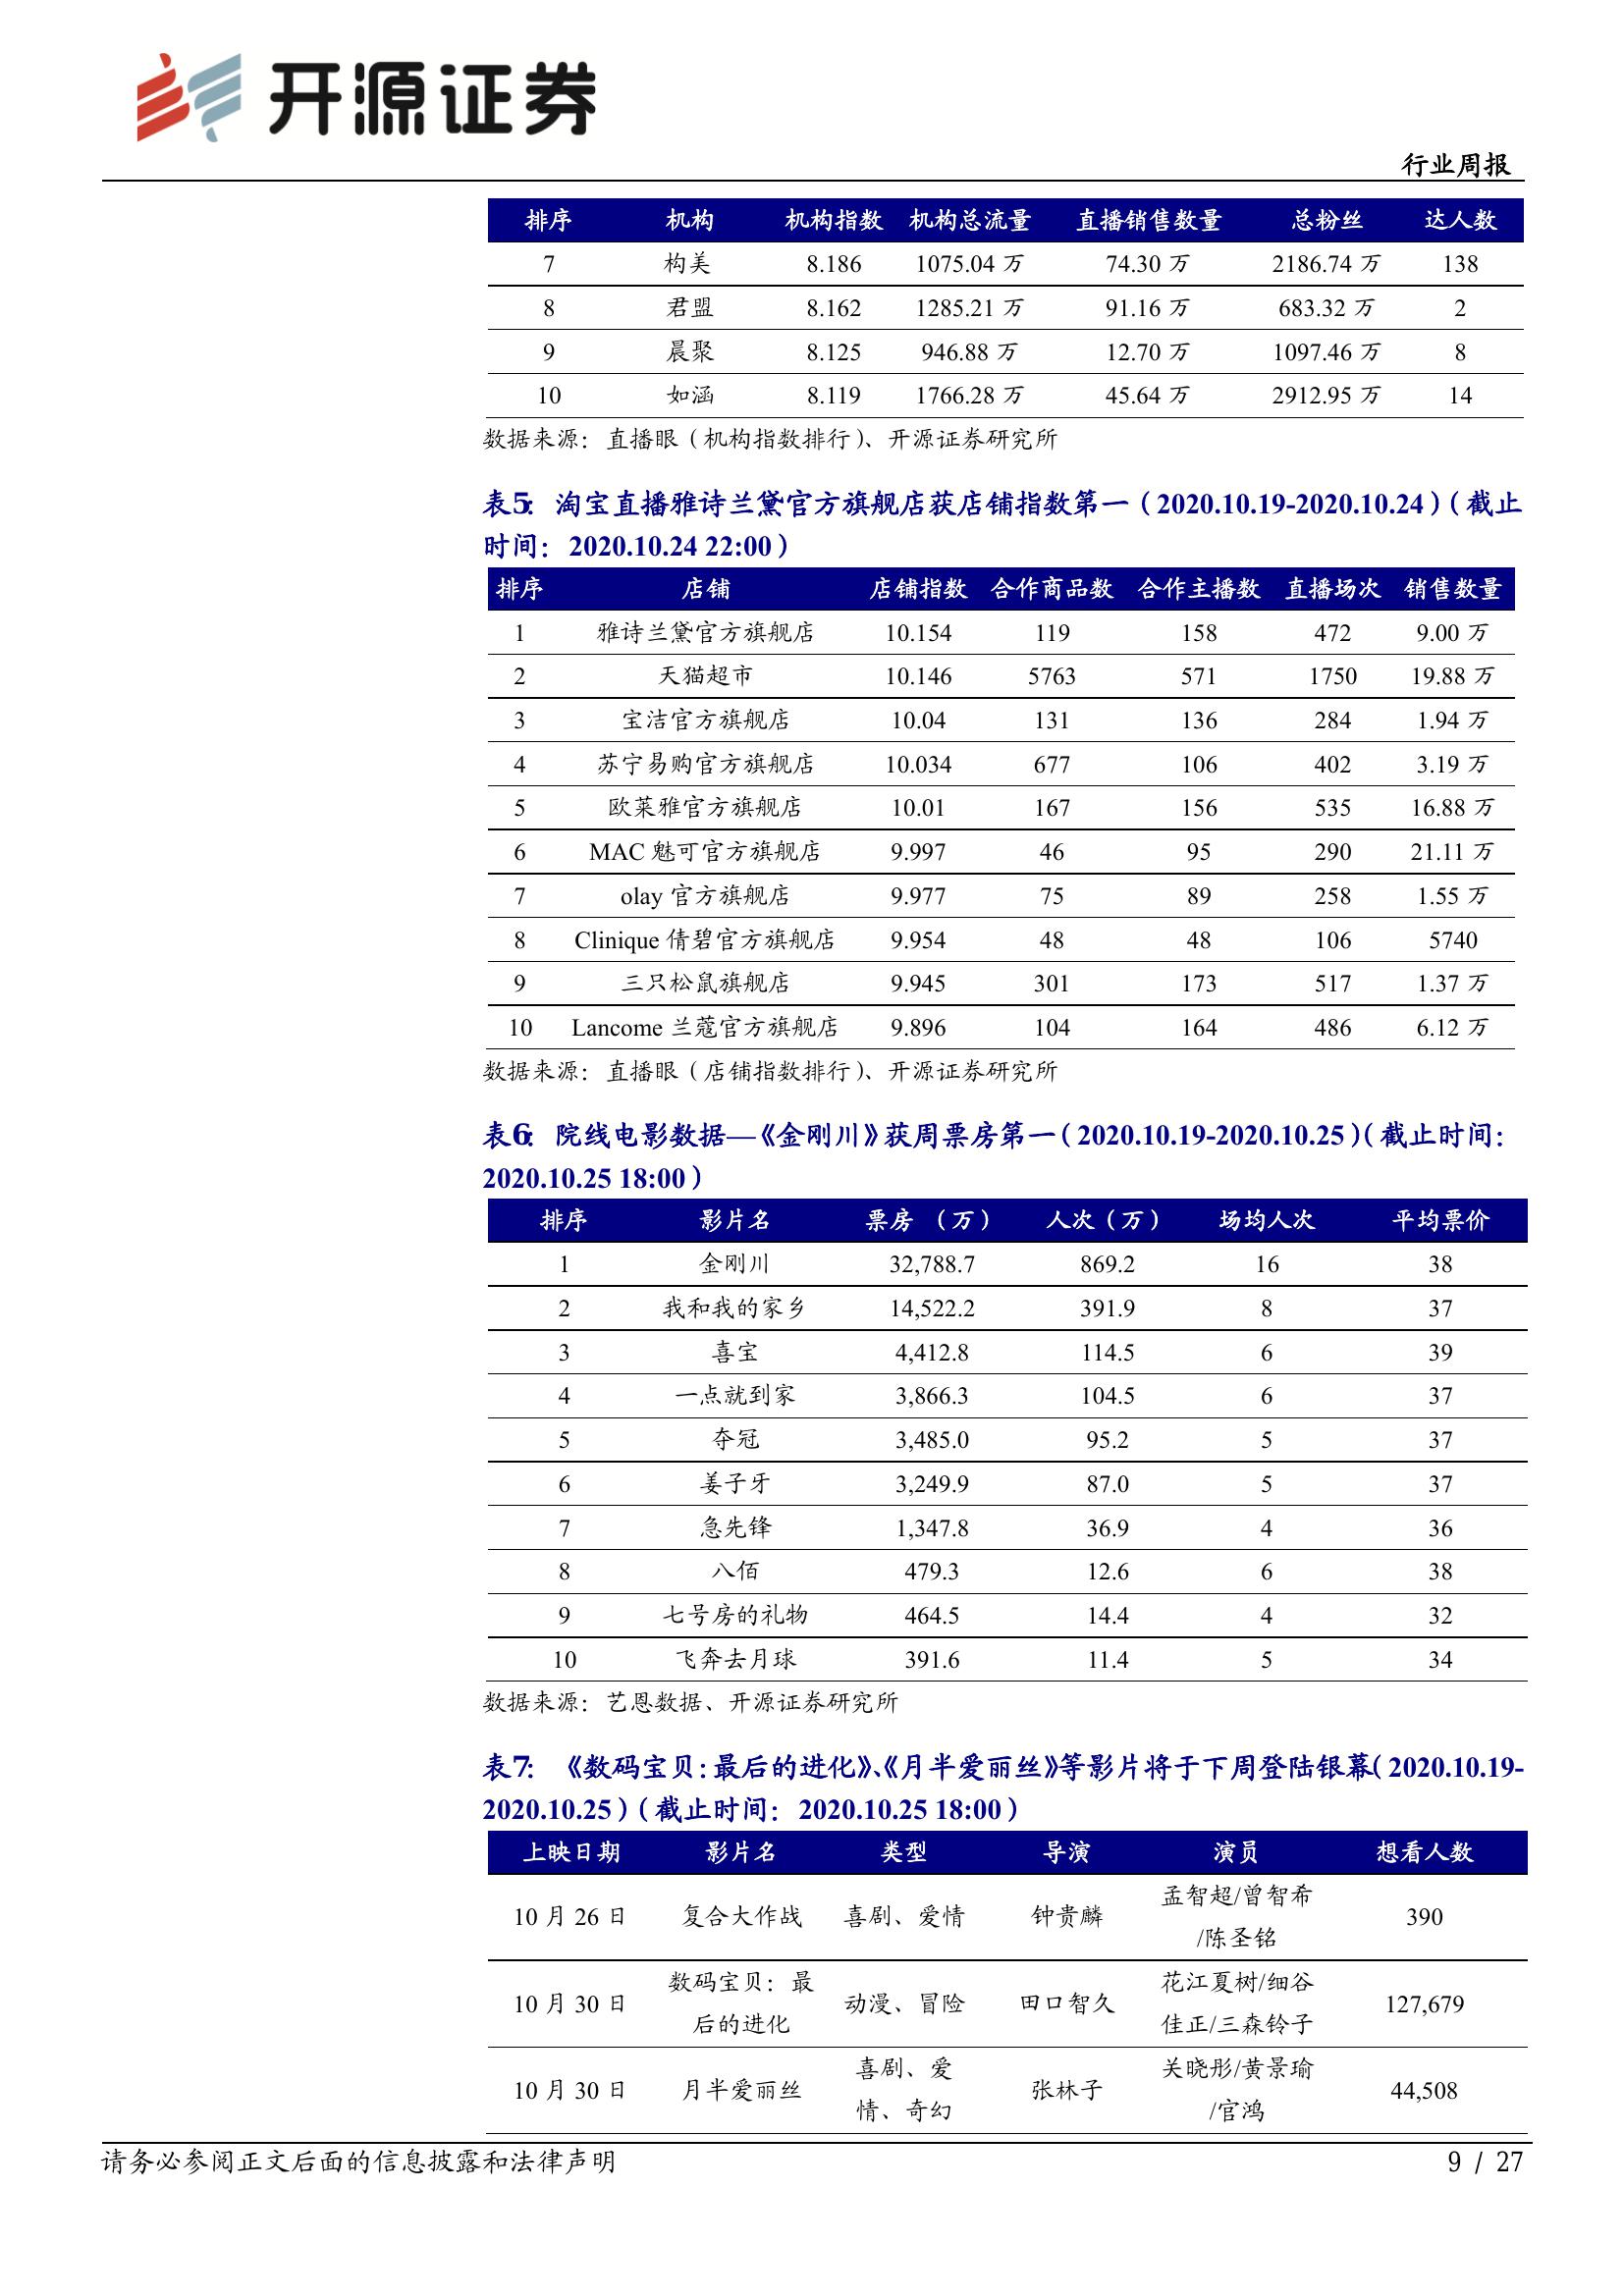 开源证券
行业周报
排序 机构 机构指数 机构总流量 直播销售数量 总粉丝 达人数
7 构美 8.186 1075.04 万 74.30 万 2186.74 万 138
8 君盟 8.162 1285.21 万 91.16 万 683.32 万 2
9 晨聚 8.125 946.88 万 12.70 万 1097.46 万 8
10 如涵 8.119 1766.28 万 45.64 万 2912.95 万 14
数据来源：直播眼（机构指数排行）、开源证券研究所
表5： 淘宝直播雅诗兰黛官方旗舰店获店铺指数第一（2020.10.19-2020.10.24）（截止
时间：2020.10.24 22:00）
排序 店铺 店铺指数 合作商品数 合作主播数 直播场次 销售数量
1 雅诗兰黛官方旗舰店 10.154 119 158 472 9.00 万
2 天猫超市 10.146 5763 571 1750 19.88 万
3 宝洁官方旗舰店 10.04 131 136 284 1.94 万
4 苏宁易购官方旗舰店 10.034 677 106 402 3.19 万
5 欧莱雅官方旗舰店 10.01 167 156 535 16.88 万
6 MAC 魅可官方旗舰店 9.997 46 95 290 21.11 万
7 olay 官方旗舰店 9.977 75 89 258 1.55 万
8 Clinique 倩碧官方旗舰店 9.954 48 48 106 5740
9 三只松鼠旗舰店 9.945 301 173 517 1.37 万
10 Lancome 兰蔻官方旗舰店 9.896 104 164 486 6.12 万
数据来源：直播眼（店铺指数排行）、开源证券研究所
表6： 院线电影数据—《金刚川》获周票房第一（2020.10.19-2020.10.25）（截止时间：
2020.10.25 18:00）
排序 影片名 票房 （万） 人次（万） 场均人次 平均票价
1 金刚川 32,788.7 869.2 16 38
2 我和我的家乡 14,522.2 391.9 8 37
3 喜宝 4,412.8 114.5 6 39
4 一点就到家 3,866.3 104.5 6 37
5 夺冠 3,485.0 95.2 5 37
6 姜子牙 3,249.9 87.0 5 37
7 急先锋 1,347.8 36.9 4 36
8 八佰 479.3 12.6 6 38
9 七号房的礼物 464.5 14.4 4 32
10 飞奔去月球 391.6 11.4 5 34
数据来源：艺恩数据、开源证券研究所
表7： 《数码宝贝：最后的进化》、《月半爱丽丝》等影片将于下周登陆银幕（2020.10.19-
2020.10.25）（截止时间：2020.10.25 18:00）
上映日期 影片名 类型 导演 演员 想看人数
10 月 26 日 复合大作战 喜剧、爱情 钟贵麟 孟智超/曾智希
/陈圣铭 390
10 月 30 日 数码宝贝：最
后的进化 动漫、冒险 田口智久 花江夏树/细谷
佳正/三森铃子 127,679
10 月 30 日 月半爱丽丝 喜剧、爱
情、奇幻 张林子 关晓彤/黄景瑜
/官鸿 44,508
请务必参阅正文后面的信息披露和法律声明
9 / 27